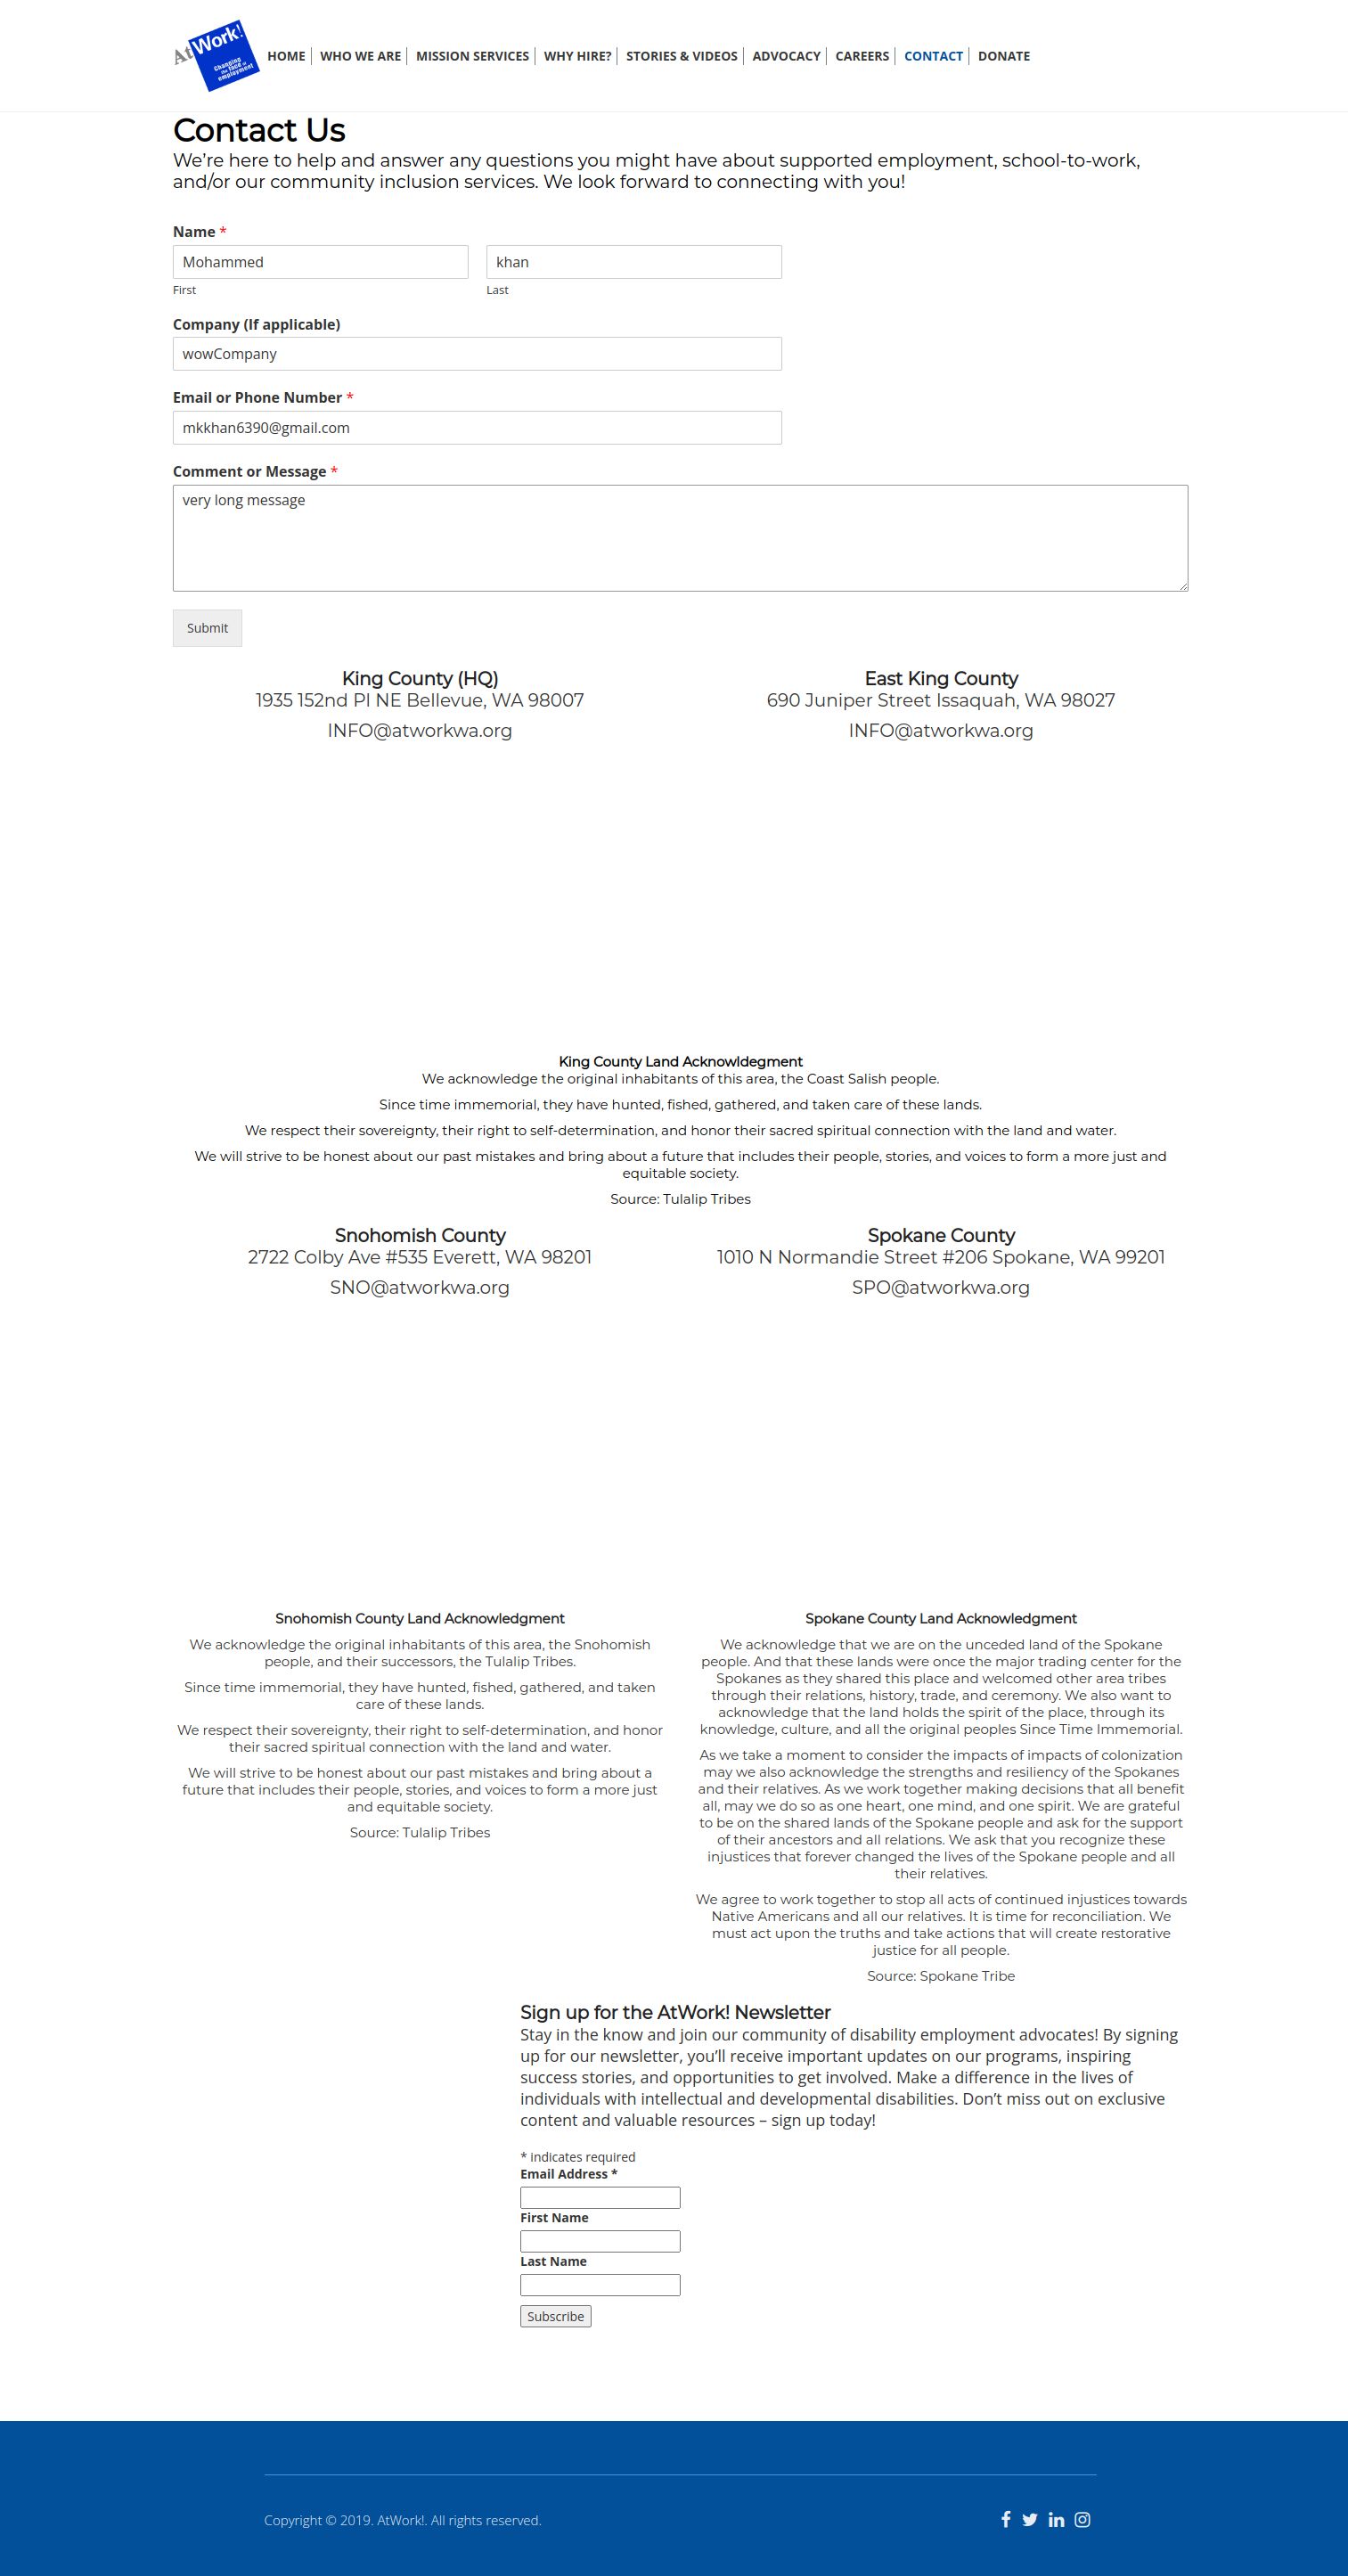 AtWork!
Changing
the face of
employment
HOME
WHO WE ARE
MISSION SERVICES
WHY HIRE?
STORIES & VIDEOS
ADVOCACY
CAREERS
CONTACT
DONATE
Contact Us
We’re here to help and answer any questions you might have about supported employment, school-to-work,
and/or our community inclusion services. We look forward to connecting with you!
Name *
Mohammed
khan
First
Last
Company (If applicable)
wowCompany
Email or Phone Number *
mkkhan6390@gmail.com
Comment or Message *
very long message
Submit
King County (HQ)
1935 152nd Pl NE Bellevue, WA 98007
INFO@atworkwa.org
East King County
690 Juniper Street Issaquah, WA 98027
INFO@atworkwa.org
King County Land Acknowldegment
We acknowledge the original inhabitants of this area, the Coast Salish people.
Since time immemorial, they have hunted, fished, gathered, and taken care of these lands.
We respect their sovereignty, their right to self-determination, and honor their sacred spiritual connection with the land and water.
We will strive to be honest about our past mistakes and bring about a future that includes their people, stories, and voices to form a more just and
equitable society.
Source: Tulalip Tribes
Snohomish County
2722 Colby Ave #535 Everett, WA 98201
SNO@atworkwa.org
Spokane County
1010 N Normandie Street #206 Spokane, WA 99201
SPO@atworkwa.org
Snohomish County Land Acknowledgment
We acknowledge the original inhabitants of this area, the Snohomish
people, and their successors, the Tulalip Tribes.
Since time immemorial, they have hunted, fished, gathered, and taken
care of these lands.
We respect their sovereignty, their right to self-determination, and honor
their sacred spiritual connection with the land and water.
We will strive to be honest about our past mistakes and bring about a
future that includes their people, stories, and voices to form a more just
and equitable society.
Source: Tulalip Tribes
Spokane County Land Acknowledgment
We acknowledge that we are on the unceded land of the Spokane
people. And that these lands were once the major trading center for the
Spokanes as they shared this place and welcomed other area tribes
through their relations, history, trade, and ceremony. We also want to
acknowledge that the land holds the spirit of the place, through its
knowledge, culture, and all the original peoples Since Time Immemorial.
As we take a moment to consider the impacts of impacts of colonization
may we also acknowledge the strengths and resiliency of the Spokanes
and their relatives. As we work together making decisions that all benefit
all, may we do so as one heart, one mind, and one spirit. We are grateful
to be on the shared lands of the Spokane people and ask for the support
of their ancestors and all relations. We ask that you recognize these
injustices that forever changed the lives of the Spokane people and all
their relatives.
We agree to work together to stop all acts of continued injustices towards
Native Americans and all our relatives. It is time for reconciliation. We
must act upon the truths and take actions that will create restorative
justice for all people.
Source: Spokane Tribe
Sign up for the AtWork! Newsletter
Stay in the know and join our community of disability employment advocates! By signing
up for our newsletter, you’ll receive important updates on our programs, inspiring
success stories, and opportunities to get involved. Make a difference in the lives of
individuals with intellectual and developmental disabilities. Don’t miss out on exclusive
content and valuable resources – sign up today!
* indicates required
Email Address *
First Name
Last Name
Subscribe
Copyright © 2019. AtWork!. All rights reserved.